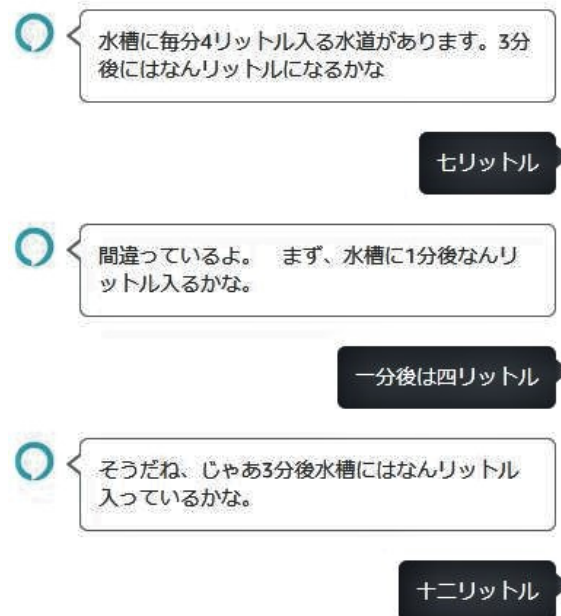 水槽に毎分4リットル入る水道があります。3分
後にはなんリットルになるかな
七リットル
間違っているよ。　まず、水槽に1分後なんリ
ットル入るかな。
一分後は四リットル
そうだね、じゃあ3分後水槽にはなんリットル
入っているかな。
十二リットル